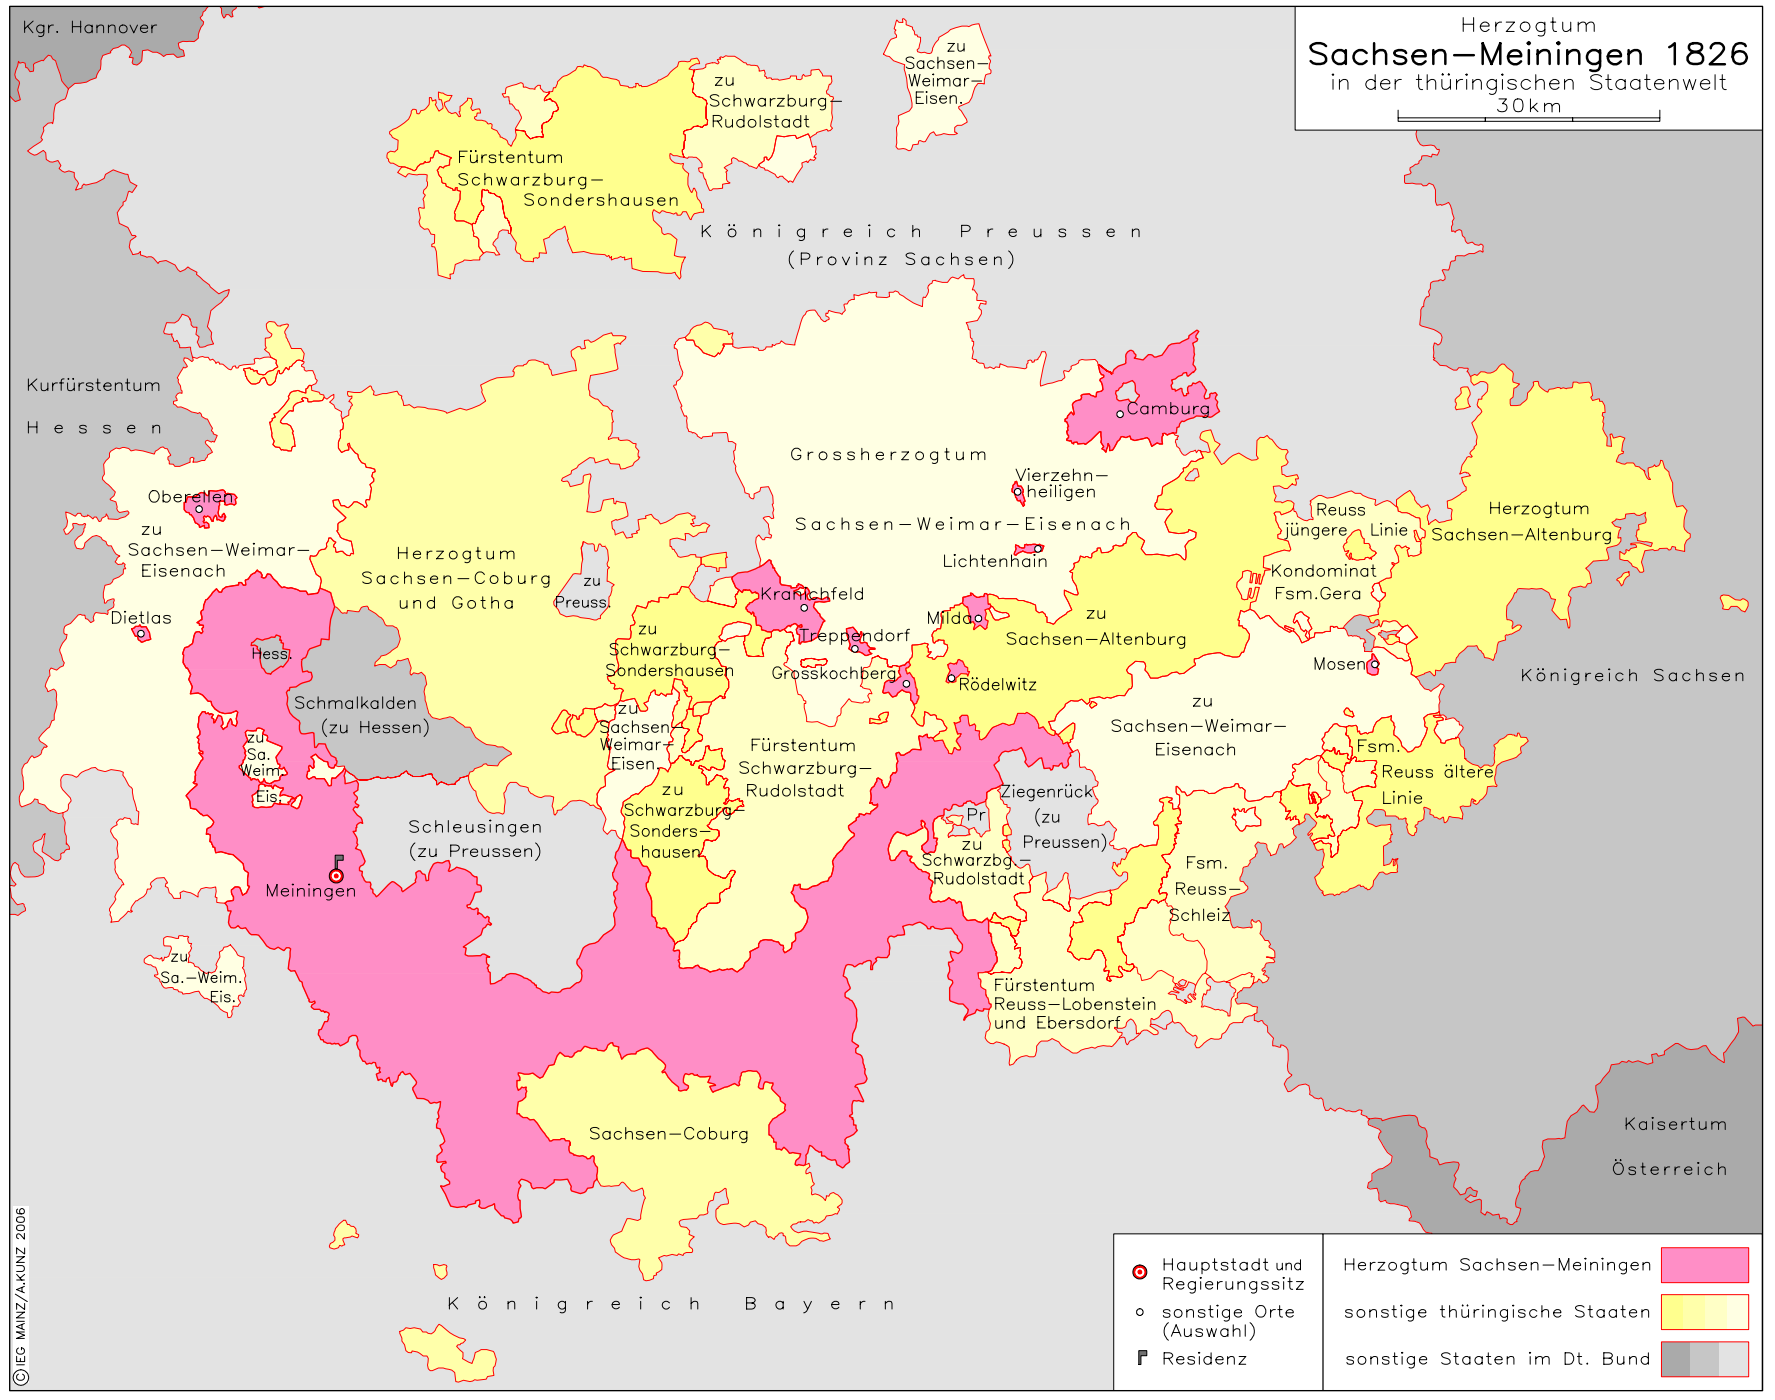 Kgr. Hannover
Herzogtum
Sachsen-Meiningen 1826
in der thüringischen Staatenwelt
30km
zu
Sachsen-
Weimar-
Eisen.
zu
Schwarzburg-
Rudolstadt
Fürstentum
Schwarzburg-
Sondershausen
Königreich Preussen
(Provinz Sachsen)
Kurfürstentum
Hessen
Camburg
Grossherzogtum
Sachsen-Weimar-Eisenach
Vierzehn-
heiligen
Lichtenhain
Oberellen
zu
Sachsen-Weimar-
Eisenach
Herzogtum
Sachsen-Coburg
und Gotha
zu
Preuss.
Reuss
jüngere Linie
Kondominat
Fsm.Gera
Herzogtum
Sachsen-Altenburg
Dietlas
Kranichfeld
Treppendorf
Grosskochberg
Milda
zu
Sachsen-Altenburg
Rödelwitz
Mosen
Königreich Sachsen
Hess.
Schmalkalden
(zu Hessen)
zu
Schwarzburg-
Sondershausen
zu
Sachsen-
Weimar-
Eisen.
zu
Sachsen-Weimar-
Eisenach
zu
Sa.
Weim.
Eis.
Fürstentum
Schwarzburg-
Rudolstadt
Fsm.
Reuss ältere
Linie
Ziegenrück
(zu
Preussen)
Pr
zu
Schwarzbg.-
Rudolstadt
zu
Schwarzburg-
Sonders-
hausen
Schleusingen
(zu Preussen)
Meiningen
Fsm.
Reuss-
Schleiz
zu
Sa.-Weim.
Eis.
Fürstentum
Reuss-Lobenstein
und Ebersdorf
Sachsen-Coburg
Kaisertum
Österreich
Königreich Bayern
Hauptstadt und
Regierungssitz
sonstige Orte
(Auswahl)
Residenz
Herzogtum Sachsen-Meiningen
sonstige thüringische Staaten
sonstige Staaten im Dt. Bund
© IEG MAINZ/A.KUNZ 2006